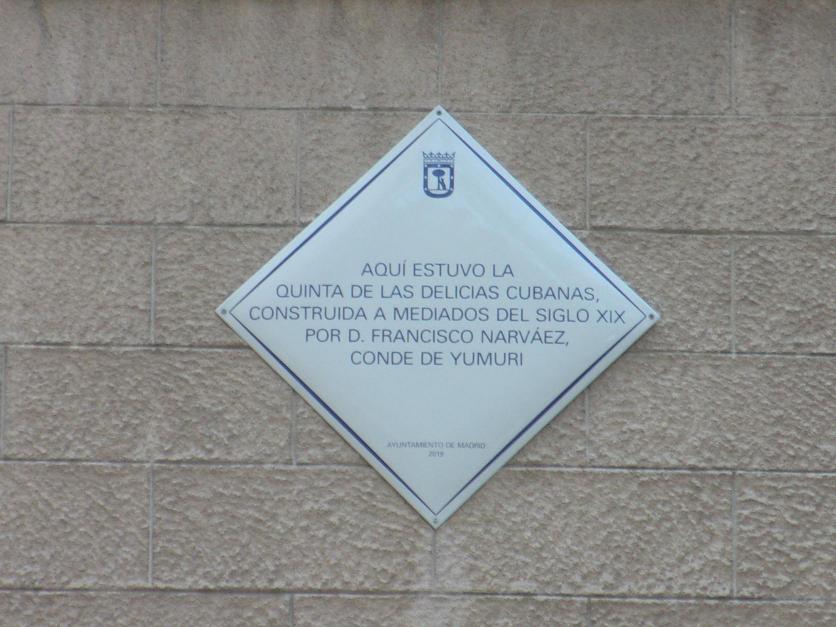 AQUÍ ESTUVO LA
QUINTA DE LAS DELICIAS CUBANAS,
CONSTRUIDA A MEDIADOS DEL SIGLO XIX
POR D. FRANCISCO NARVÁEZ,
CONDE DE YUMURI
AYUNTAMIENTO DE MADRID
2019